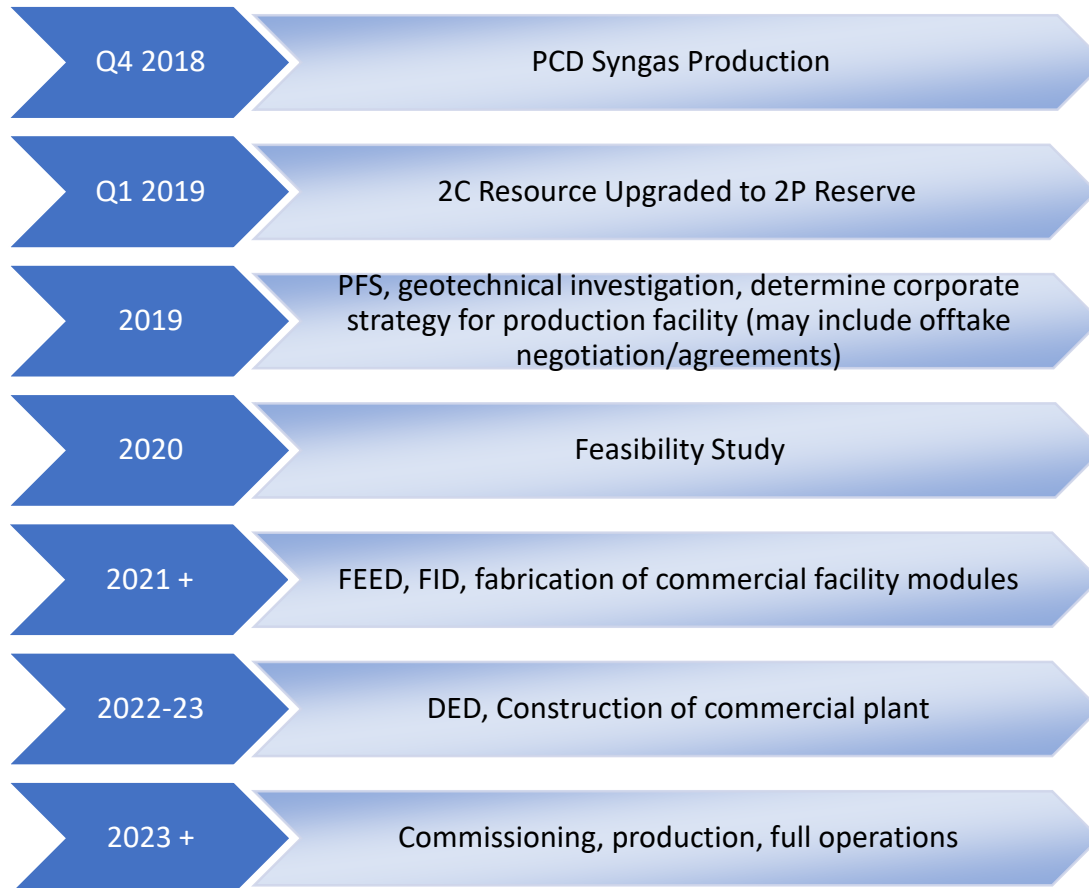 Q4 2018
PCD Syngas Production
Q1 2019
2C Resource Upgraded to 2P Reserve
2019
PFS, geotechnical investigation, determine corporate
strategy for production facility (may include offtake
negotiation/agreements)
2020
Feasibility Study
2021 +
FEED, FID, fabrication of commercial facility modules
2022-23
DED, Construction of commercial plant
2023 +
Commissioning, production, full operations